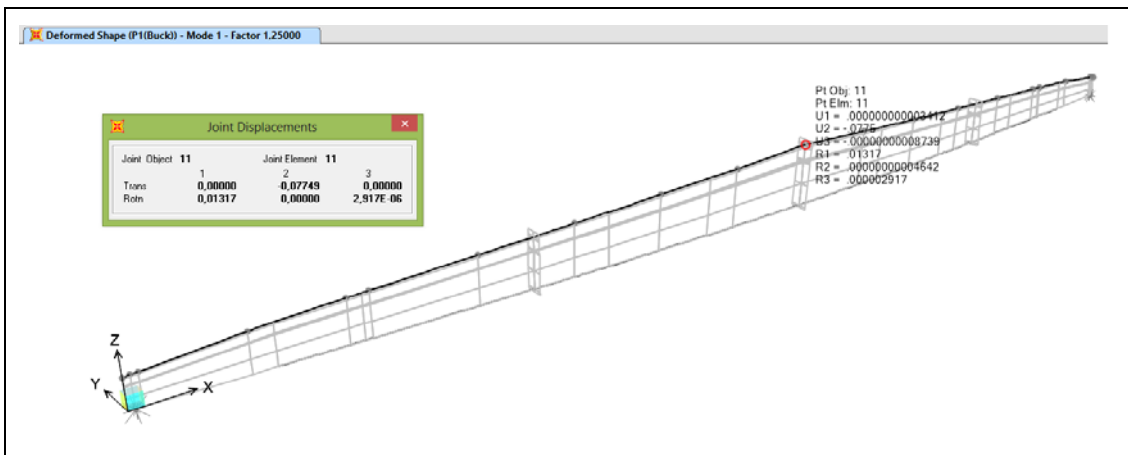 Deformed Shape (P1(Buck)) - Mode 1 - Factor 1,25000
Pt Obj: 11
Pt Elm: 11
U1 = .000000000003412
U2 = -.0775
U3 = -.00000000008739
R1 = .01317
R2 = .00000000004642
R3 = .000002917
Joint Displacements
Joint Object 11 Joint Element 11
1 2 3
Trans 0,00000 -0,07749 0,00000
Rotn 0,01317 0,00000 2,917E-06
Z
Y
X